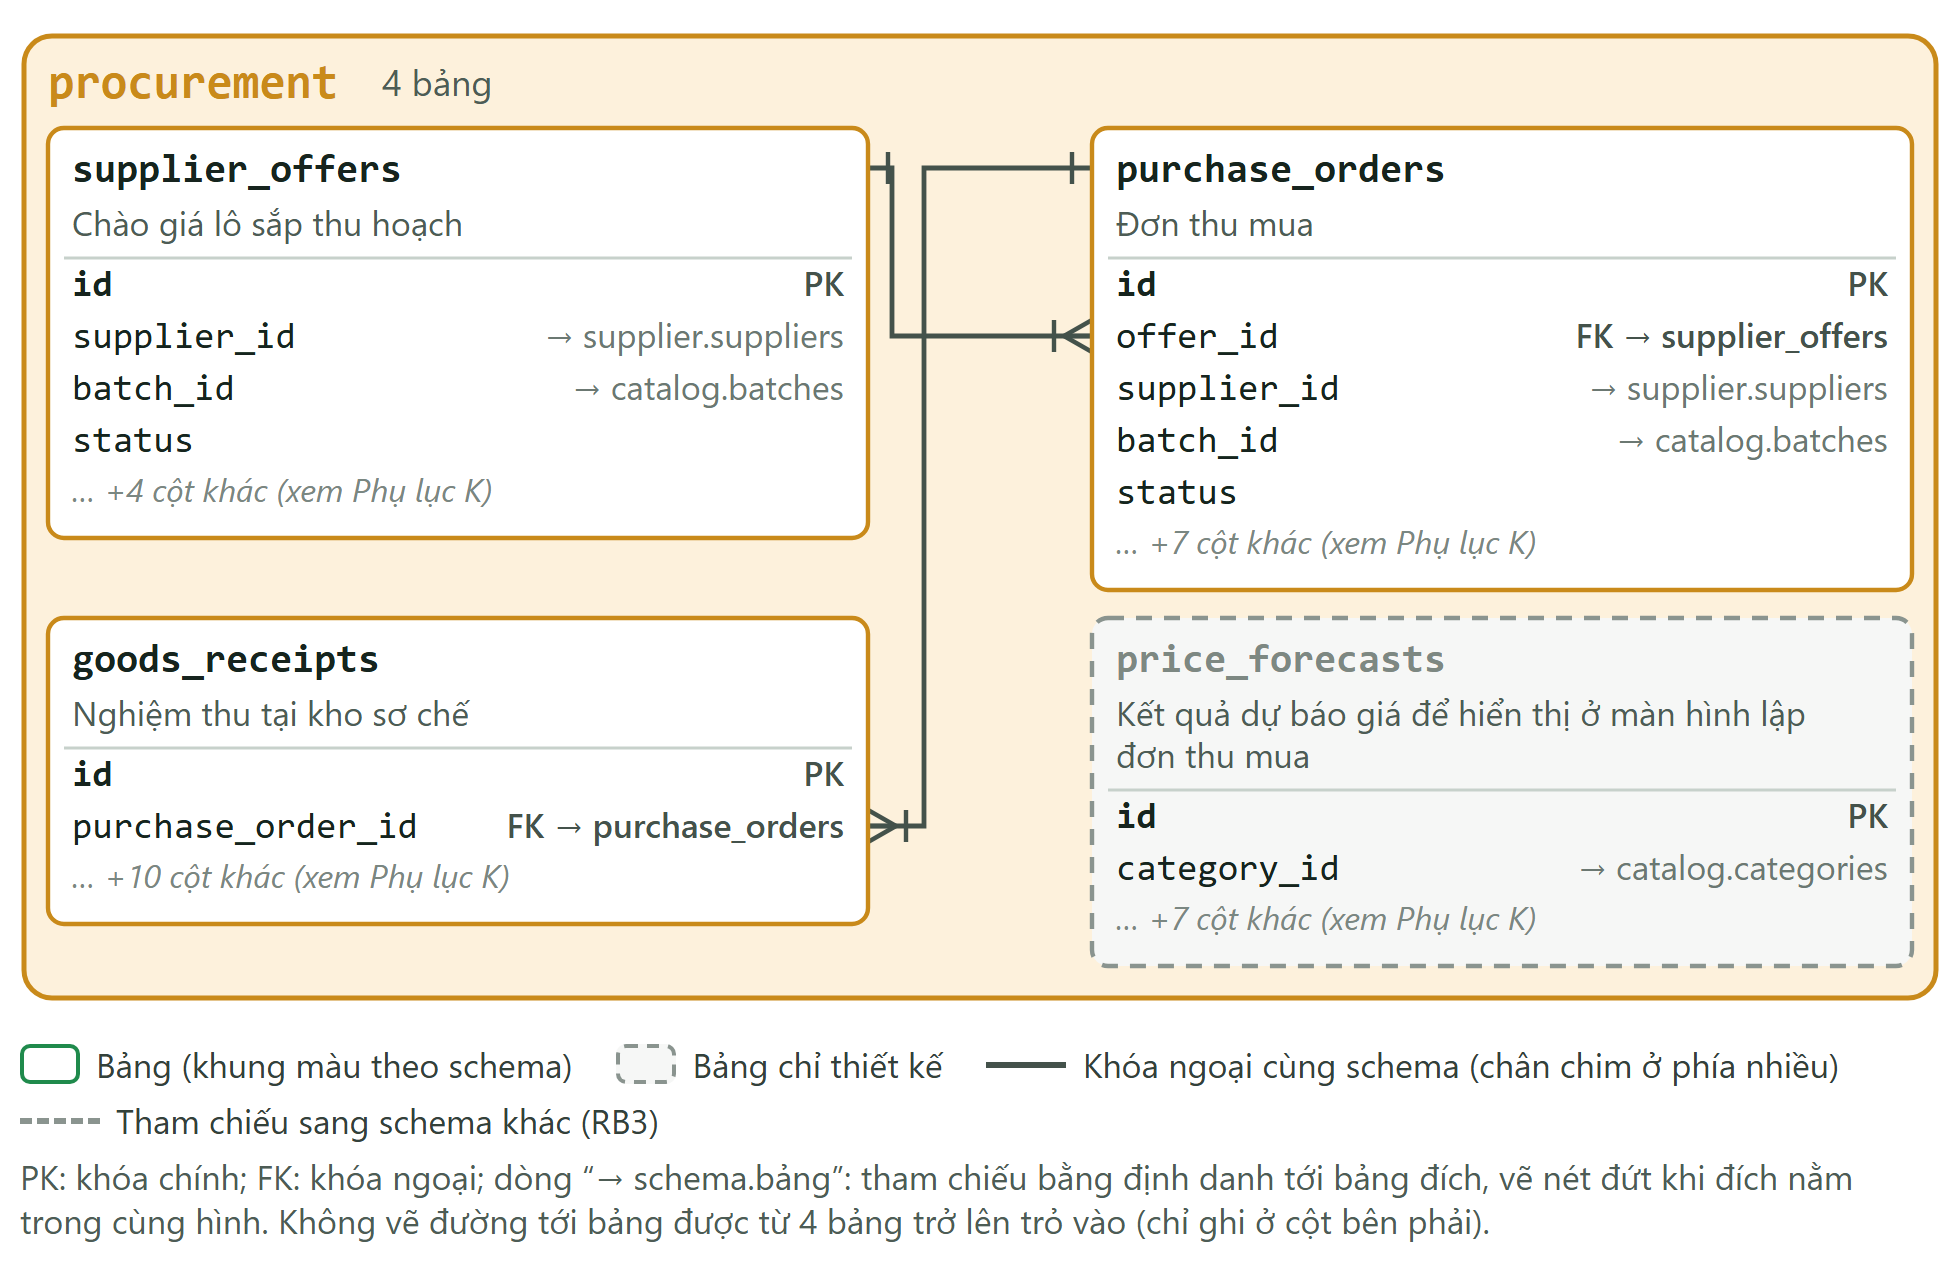 procurement 4 bảng
supplier_offers
Chào giá lô sắp thu hoạch
id PK
supplier_id → supplier.suppliers
batch_id → catalog.batches
status
... +4 cột khác (xem Phụ lục K)
purchase_orders
Đơn thu mua
id PK
offer_id FK → supplier_offers
supplier_id → supplier.suppliers
batch_id → catalog.batches
status
... +7 cột khác (xem Phụ lục K)
goods_receipts
Nghiệm thu tại kho sơ chế
id PK
purchase_order_id FK → purchase_orders
... +10 cột khác (xem Phụ lục K)
price_forecasts
Kết quả dự báo giá để hiển thị ở màn hình lập
đơn thu mua
id PK
category_id → catalog.categories
... +7 cột khác (xem Phụ lục K)
Bảng (khung màu theo schema) Bảng chỉ thiết kế Khóa ngoại cùng schema (chân chim ở phía nhiều)
Tham chiếu sang schema khác (RB3)
PK: khóa chính; FK: khóa ngoại; dòng “→ schema.bảng”: tham chiếu bằng định danh tới bảng đích, vẽ nét đứt khi đích nằm
trong cùng hình. Không vẽ đường tới bảng được từ 4 bảng trở lên trỏ vào (chỉ ghi ở cột bên phải).